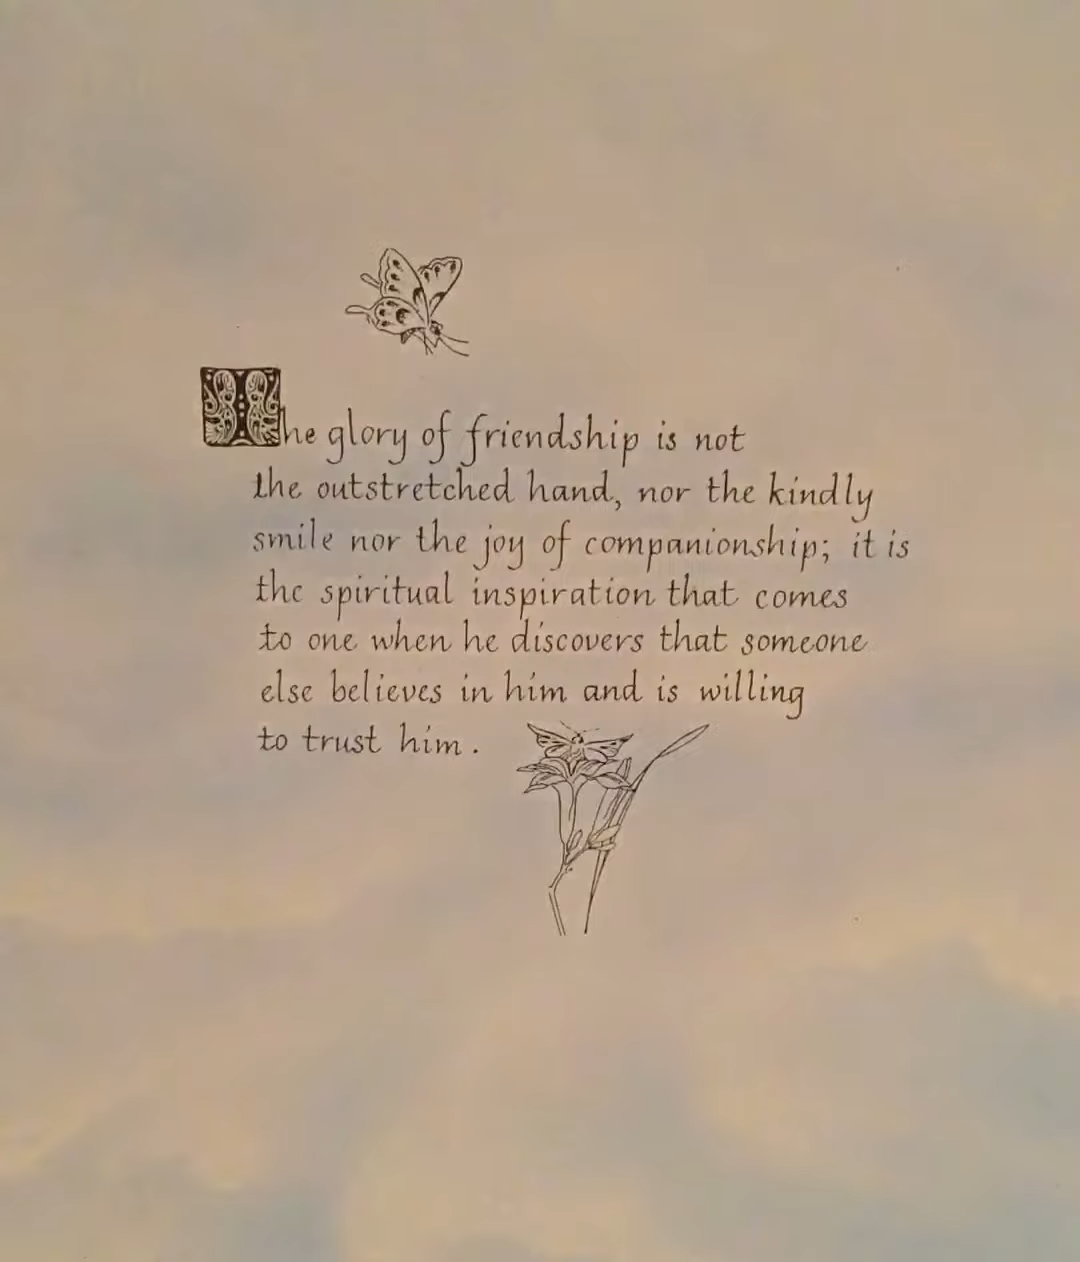 The glory of friendship is not
the outstretched hand, nor the kindly
smile nor the joy of companionship; it is
the spiritual inspiration that comes
to one when he discovers that someone
else believes in him and is willing
to trust him.